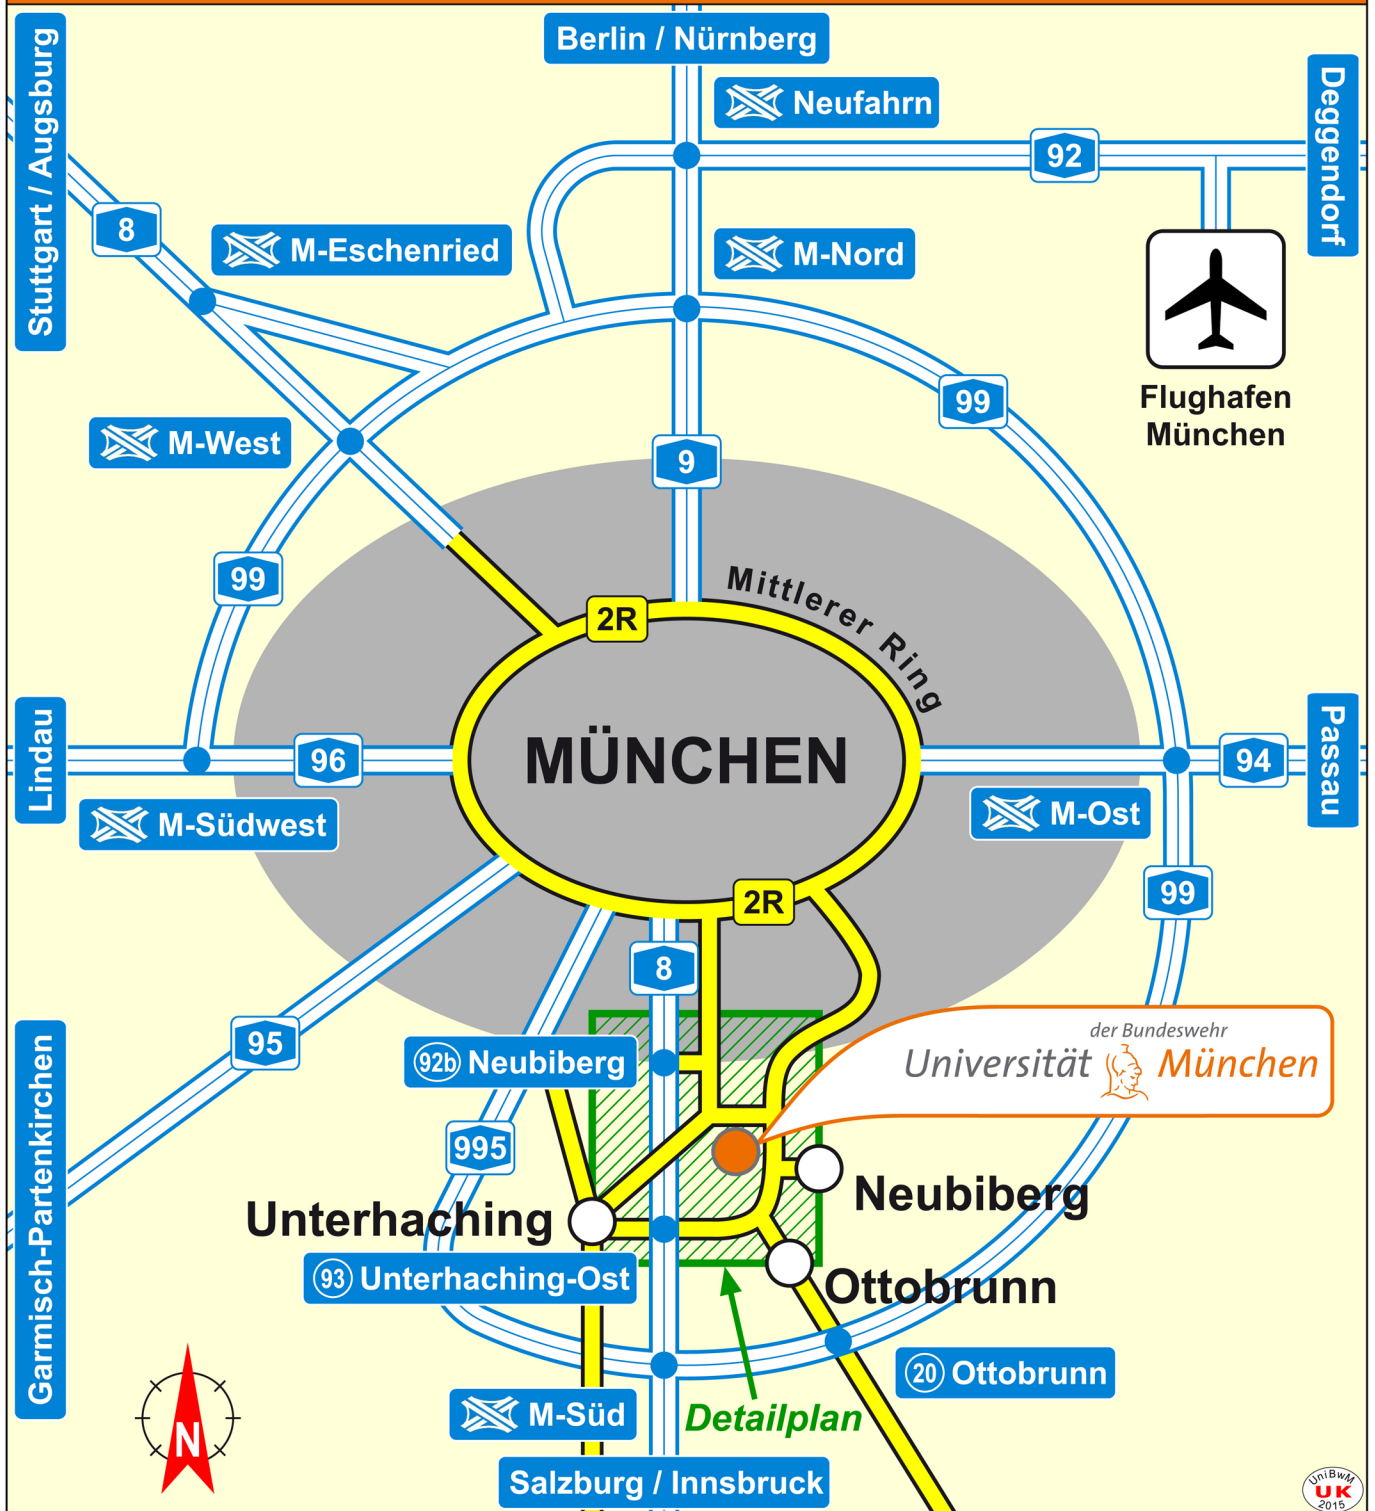 Berlin / Nürnberg
Stuttgart / Augsburg
Neufahrn
Deggendorf
92
8
M-Eschenried
M-Nord
Flughafen
München
99
M-West
9
99
Mittlerer Ring
2R
Lindau
96
MÜNCHEN
Passau
94
M-Südwest
M-Ost
99
2R
8
95
92b Neubiberg
der Bundeswehr
Universität München
995
Garmisch-Partenkirchen
Neubiberg
Unterhaching
93 Unterhaching-Ost
Ottobrunn
20 Ottobrunn
M-Süd
Detailplan
N
Salzburg / Innsbruck
UniBwM
UK
2015